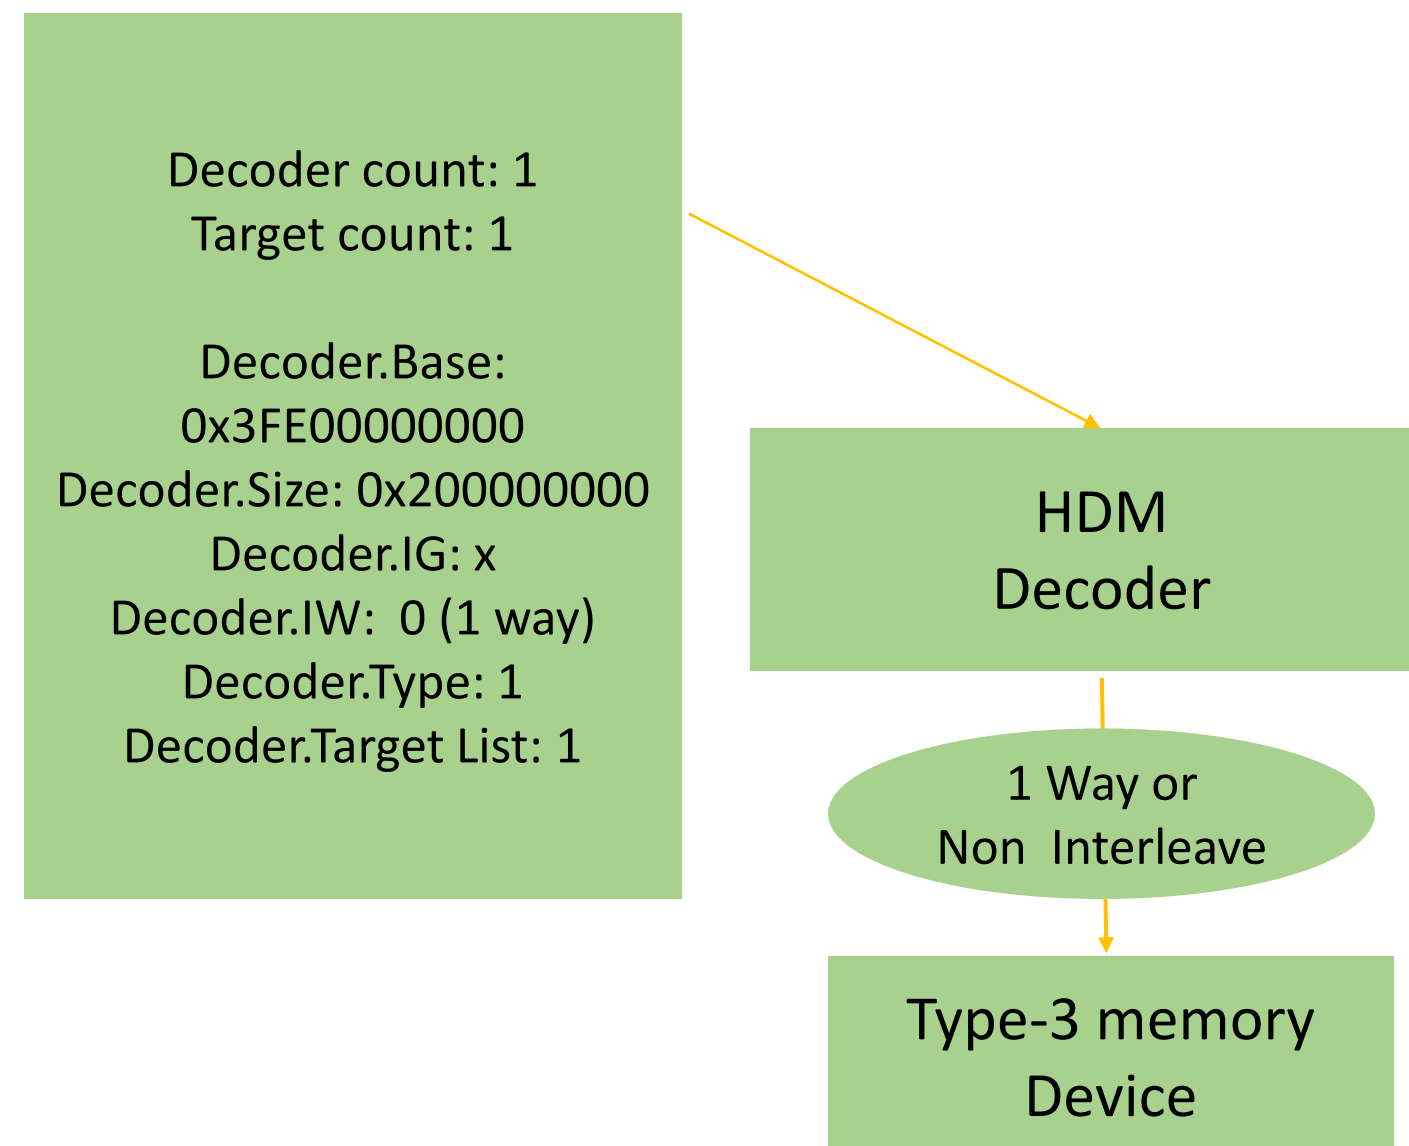 Decoder count: 1
Target count: 1
Decoder.Base:
0x3FE00000000
Decoder.Size: 0x200000000
Decoder.IG: x
Decoder.IW:  0 (1 way)
Decoder.Type: 1
Decoder.Target List: 1
HDM
Decoder
1 Way or
Non  Interleave
Type-3 memory
Device